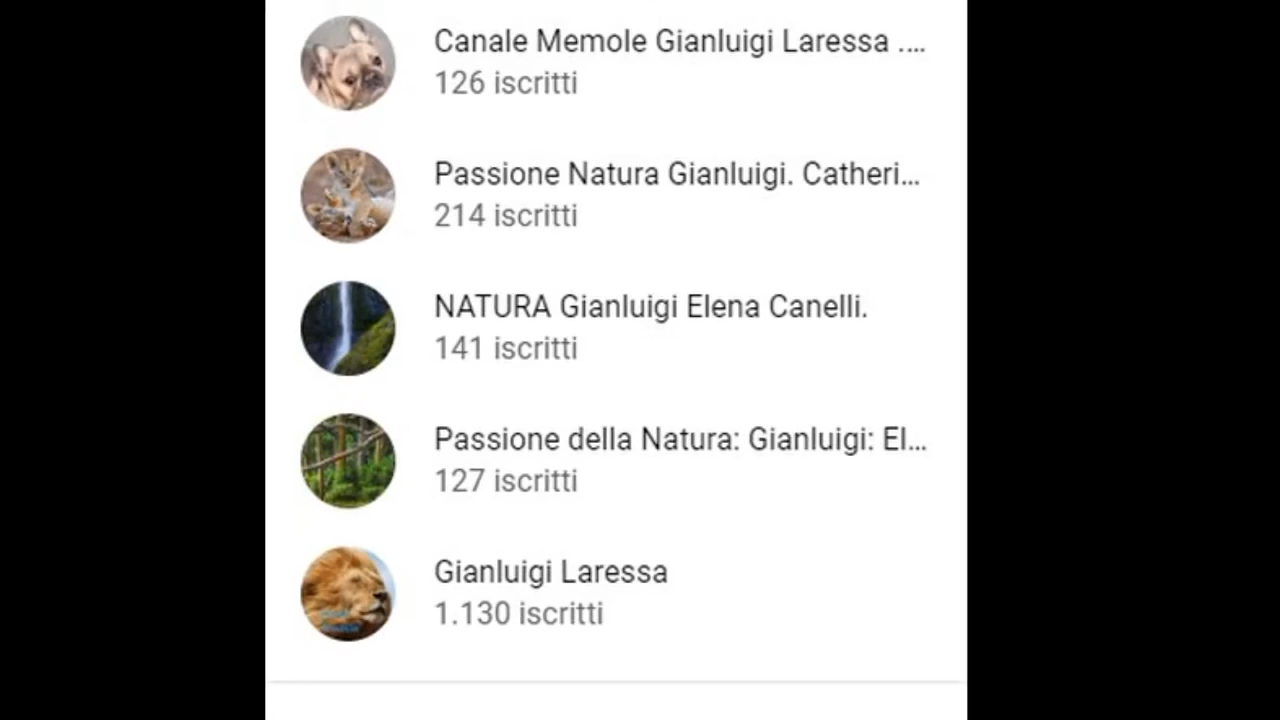 Canale Memole Gianluigi Laressa ....
126 iscritti
Passione Natura Gianluigi. Catheri...
214 iscritti
NATURA Gianluigi Elena Canelli.
141 iscritti
Passione della Natura: Gianluigi: El...
127 iscritti
Gianluigi Laressa
1.130 iscritti